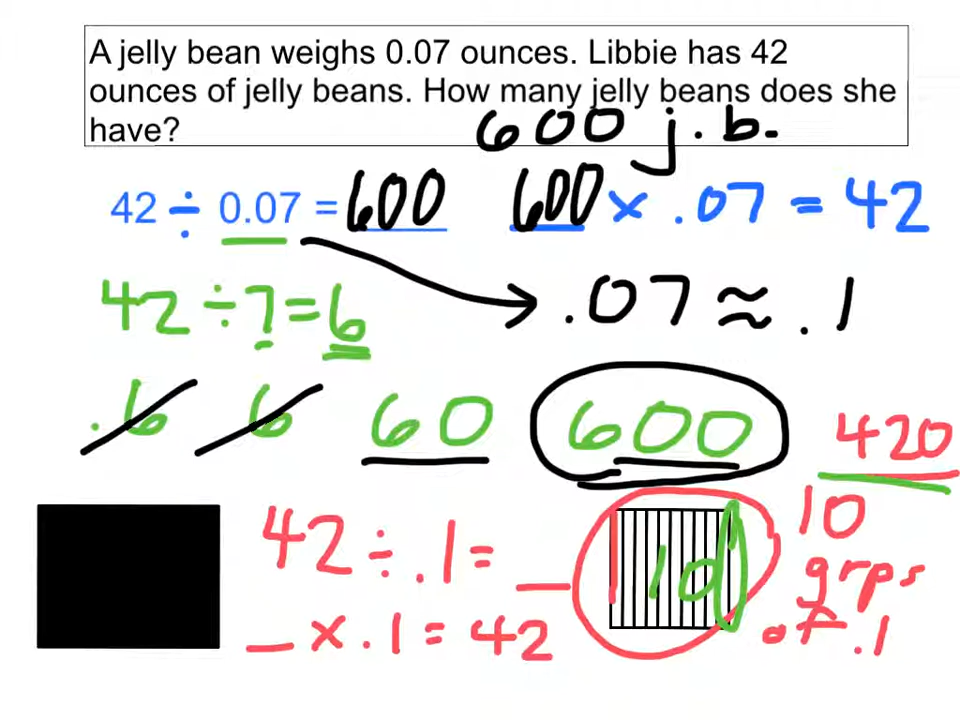 A jelly bean weighs 0.07 ounces. Libbie has 42
ounces of jelly beans. How many jelly beans does she
have?
600 j.b.
42 ÷ 0.07 = 600
600 x .07 = 42
42 ÷ 7 = 6
.07 ≈ .1
.6 6 60 600
420
42 ÷ .1 = _
10
10
grps
of .1
_ x .1 = 42